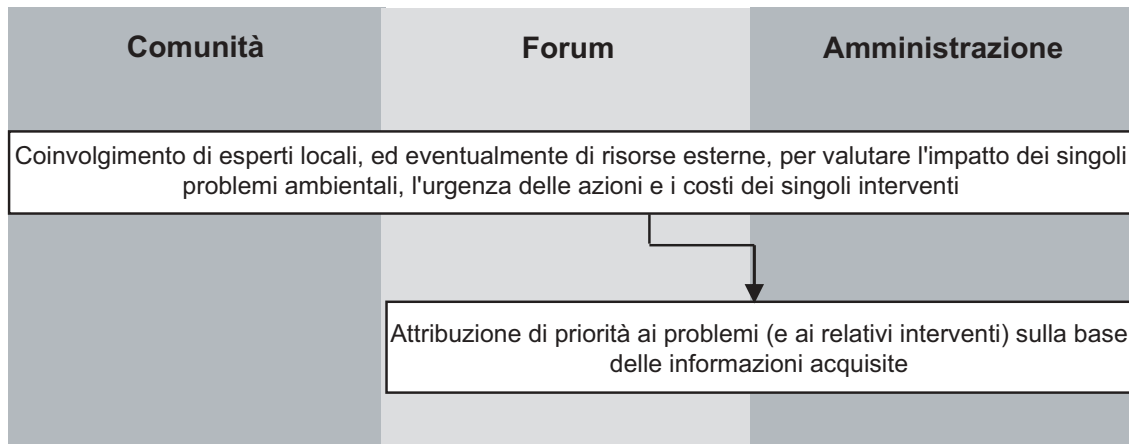 Comunità
Forum
Amministrazione
Coinvolgimento di esperti locali, ed eventualmente di risorse esterne, per valutare l'impatto dei singoli
problemi ambientali, l'urgenza delle azioni e i costi dei singoli interventi
Attribuzione di priorità ai problemi (e ai relativi interventi) sulla base
delle informazioni acquisite